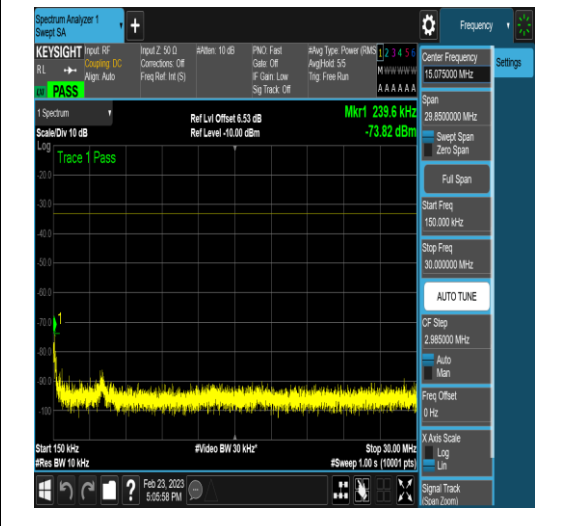 Spectrum Analyzer 1
Swept SA
Frequency
KEYSIGHT
RL
PASS
Input: RF
Coupling: DC
Align: Auto
Input Z: 50 Ω
Corrections: Off
Freq Ref: Int (S)
#Atten: 10 dB
PNO: Fast
Gate: Off
IF Gain: Low
Sig Track: Off
#Avg Type: Power (RMS
Avg|Hold: 5/5
Trig: Free Run
1 2 3 4 5 6
M w w w w w
A A A A A A
1 Spectrum
Scale/Div 10 dB
Ref Lvl Offset 6.53 dB
Ref Level -10.00 dBm
Mkr1 239.6 kHz
-73.82 dBm
Log
Trace 1 Pass
-20.0
-30.0
-40.0
-50.0
-60.0
-70.0
-80.0
-90.0
-100
1
Start 150 kHz
#Res BW 10 kHz
#Video BW 30 kHz*
Stop 30.00 MHz
#Sweep 1.00 s (10001 pts)
Feb 23, 2023
5:05:58 PM
Settings
Center Frequency
15.075000 MHz
Span
29.8500000 MHz
Swept Span
Zero Span
Full Span
Start Freq
150.000 kHz
Stop Freq
30.000000 MHz
AUTO TUNE
CF Step
2.985000 MHz
Auto
Man
Freq Offset
0 Hz
X Axis Scale
Log
Lin
Signal Track
(Span Zoom)